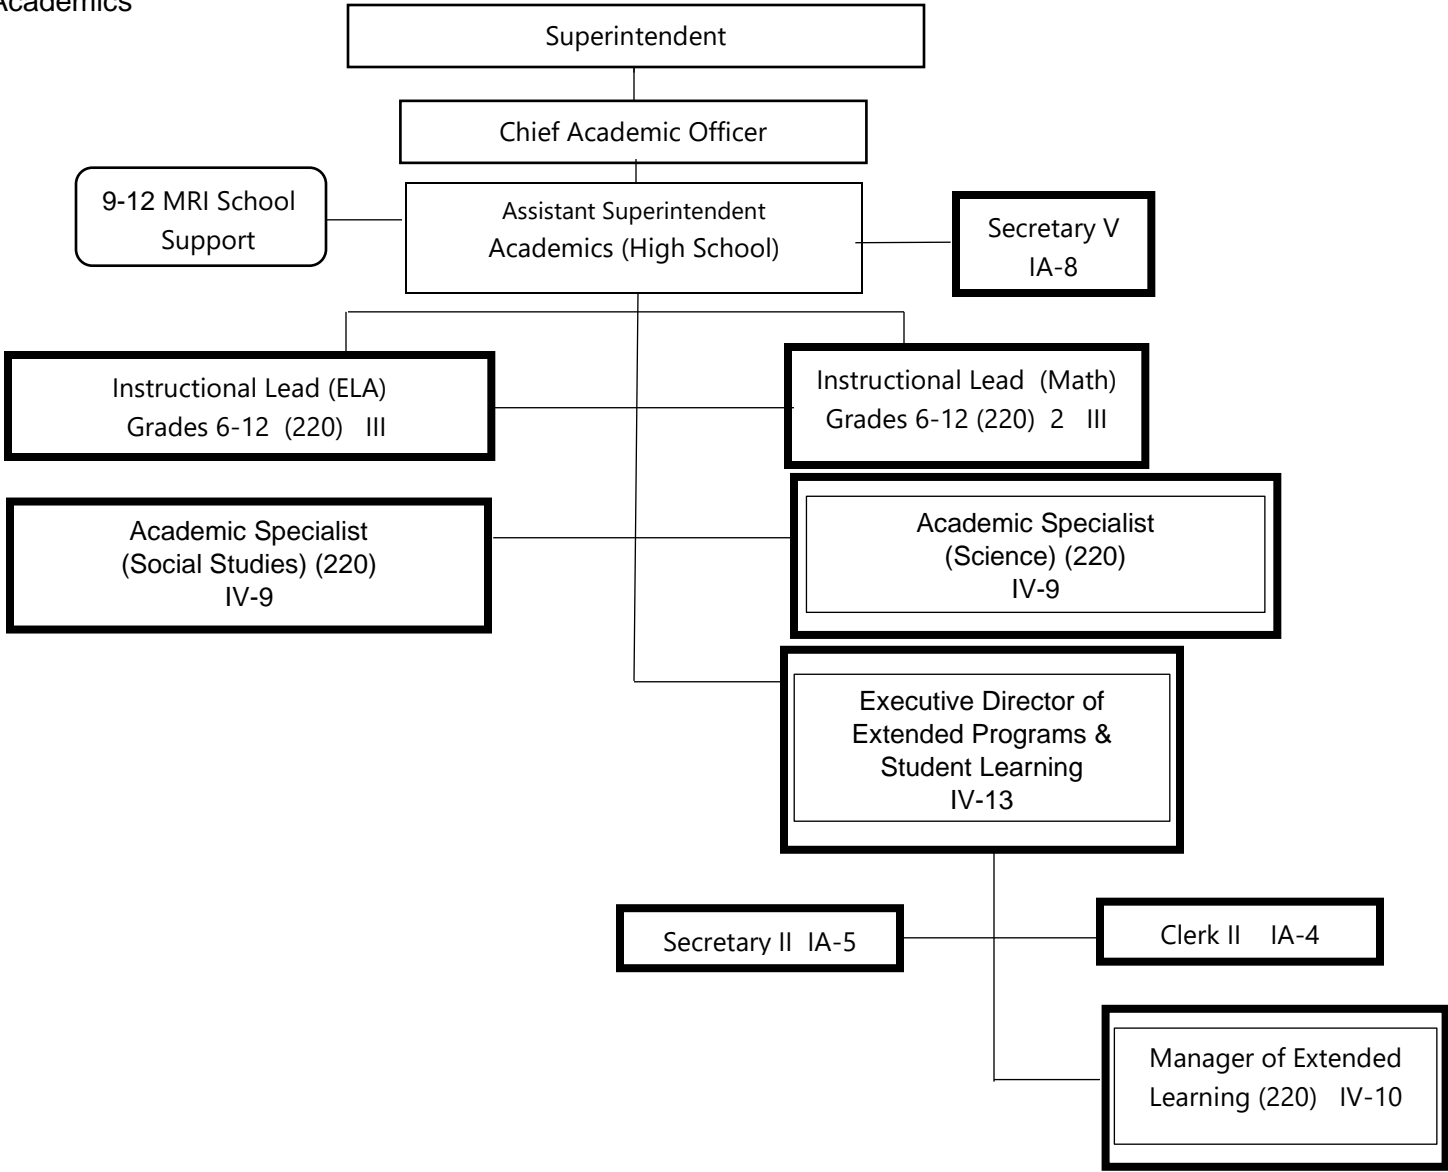 Academics
Superintendent
Chief Academic Officer
9-12 MRI School
Support
Assistant Superintendent
Academics (High School)
Secretary V
IA-8
Instructional Lead (ELA)
Grades 6-12 (220) III
Instructional Lead (Math)
Grades 6-12 (220) 2 III
Academic Specialist
(Social Studies) (220)
IV-9
Academic Specialist
(Science) (220)
IV-9
Executive Director of
Extended Programs &
Student Learning
IV-13
Secretary II IA-5
Clerk II IA-4
Manager of Extended
Learning (220) IV-10